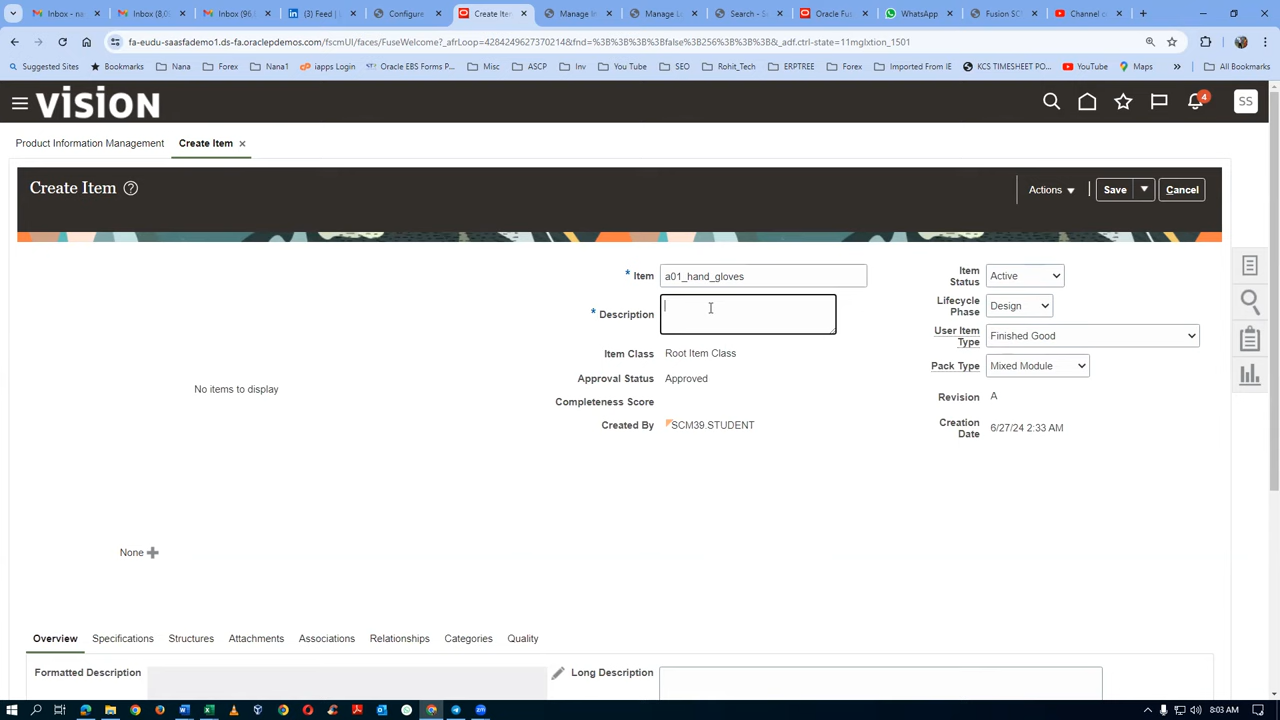 Inbox - na
Inbox (8,0
Inbox (96
(3) Feed |
Configure
Create Iten
Manage In
Manage L
Search - S
Oracle Fu
WhatsApp
Fusion SC
Channel c
fa-eudu-saasfademo1.ds-fa.oraclepdemos.com/fscmUI/faces/FuseWelcome?_afrLoop=4284249627370214&fnd=%3B%3B%3B%3Bfalse%3B256%3B%3B%3B&_adf.ctrl-state=11mglxtion_1501
Suggested Sites
Bookmarks
Nana
Forex
Nana1
iapps Login
Oracle EBS Forms P...
Misc
ASCP
Inv
You Tube
SEO
Rohit_Tech
ERPTREE
Forex
Imported From IE
KCS TIMESHEET PO...
YouTube
Maps
»
All Bookmarks
VISION
4
SS
Product Information Management
Create Item
Create Item
Actions
Save
Cancel
* Item a01_hand_gloves
* Description
Item Class Root Item Class
Approval Status Approved
Completeness Score
Created By SCM39.STUDENT
Item Status Active
Lifecycle Phase Design
User Item Type Finished Good
Pack Type Mixed Module
Revision A
Creation Date 6/27/24 2:33 AM
No items to display
None
Overview
Specifications
Structures
Attachments
Associations
Relationships
Categories
Quality
Formatted Description
Long Description
8:03 AM